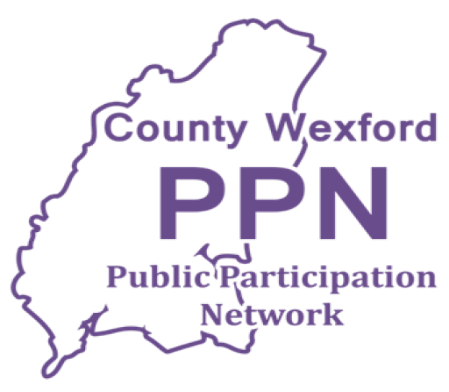 County Wexford
PPN
Public Participation
Network